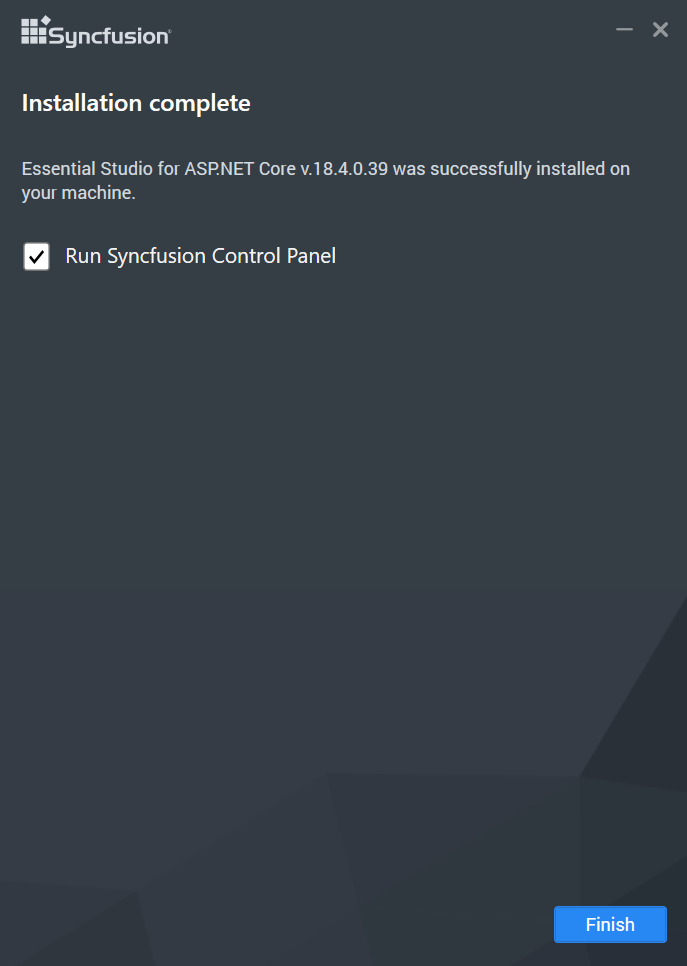 Syncfusion®
Installation complete
Essential Studio for ASP.NET Core v.18.4.0.39 was successfully installed on
your machine.
Run Syncfusion Control Panel
Finish